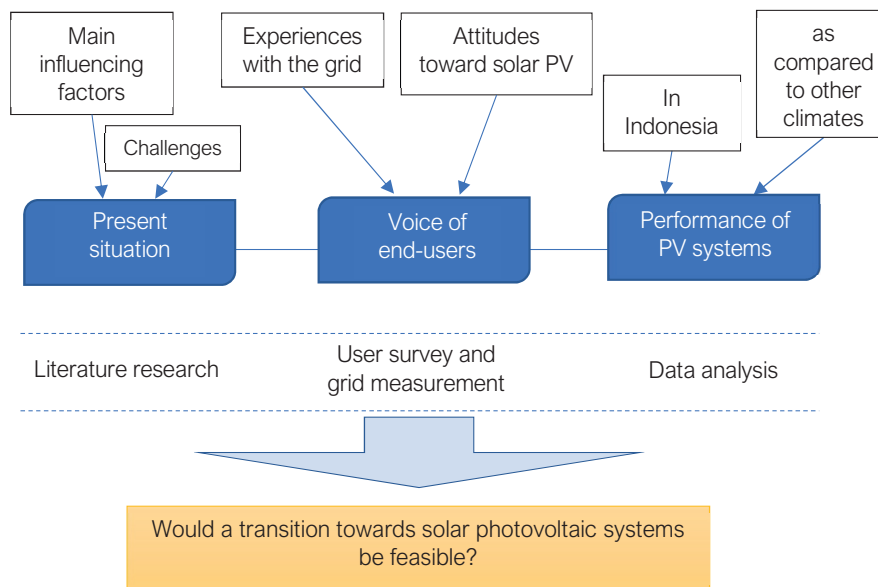 Main
influencing
factors
Challenges
Experiences
with the grid
Attitudes
toward solar PV
In
Indonesia
as
compared
to other
climates
Present
situation
Voice of
end-users
Performance of
PV systems
Literature research
User survey and
grid measurement
Data analysis
Would a transition towards solar photovoltaic systems
be feasible?